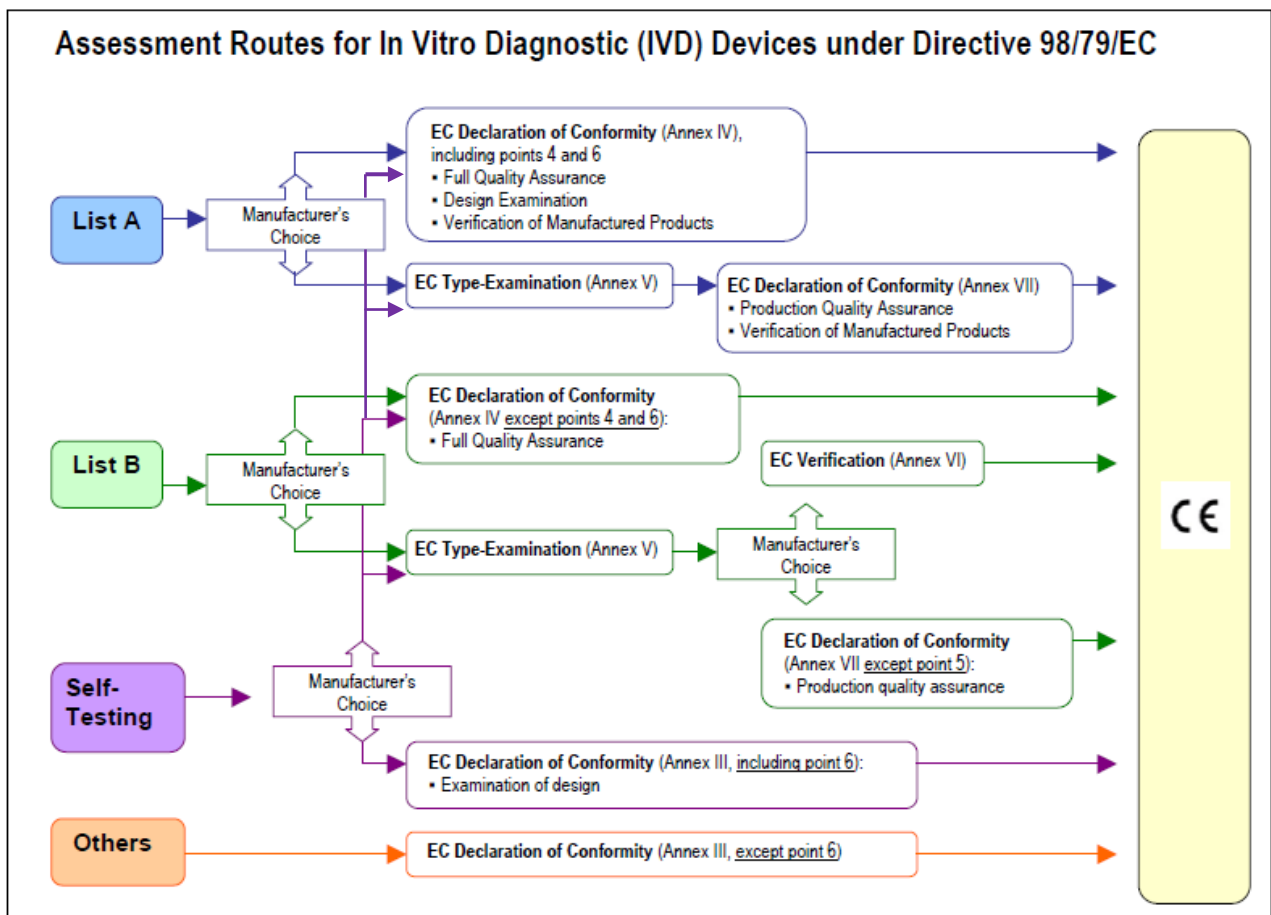 Assessment Routes for In Vitro Diagnostic (IVD) Devices under Directive 98/79/EC
List A
Manufacturer's
Choice
EC Declaration of Conformity (Annex IV),
including points 4 and 6
▪ Full Quality Assurance
▪ Design Examination
▪ Verification of Manufactured Products
EC Type-Examination (Annex V)
EC Declaration of Conformity (Annex VII)
▪ Production Quality Assurance
▪ Verification of Manufactured Products
List B
Manufacturer's
Choice
EC Declaration of Conformity
(Annex IV except points 4 and 6):
▪ Full Quality Assurance
EC Type-Examination (Annex V)
EC Verification (Annex VI)
Manufacturer's
Choice
EC Declaration of Conformity
(Annex VII except point 5):
▪ Production quality assurance
Self-
Testing
Manufacturer's
Choice
EC Declaration of Conformity (Annex III, including point 6):
▪ Examination of design
Others
EC Declaration of Conformity (Annex III, except point 6)
CE